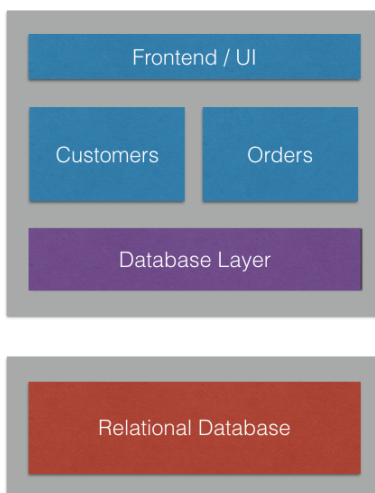 Frontend / UI
Customers
Orders
Database Layer
Relational Database